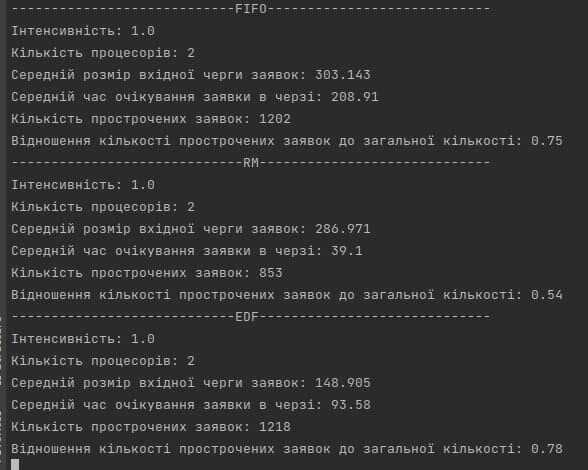 ----------------------------FIFO----------------------------
Інтенсивність: 1.0
Кількість процесорів: 2
Середній розмір вхідної черги заявок: 303.143
Середній час очікування заявки в черзі: 208.91
Кількість прострочених заявок: 1202
Відношення кількості прострочених заявок до загальної кількості: 0.75
-----------------------------RM-----------------------------
Інтенсивність: 1.0
Кількість процесорів: 2
Середній розмір вхідної черги заявок: 286.971
Середній час очікування заявки в черзі: 39.1
Кількість прострочених заявок: 853
Відношення кількості прострочених заявок до загальної кількості: 0.54
----------------------------EDF-----------------------------
Інтенсивність: 1.0
Кількість процесорів: 2
Середній розмір вхідної черги заявок: 148.905
Середній час очікування заявки в черзі: 93.58
Кількість прострочених заявок: 1218
Відношення кількості прострочених заявок до загальної кількості: 0.78